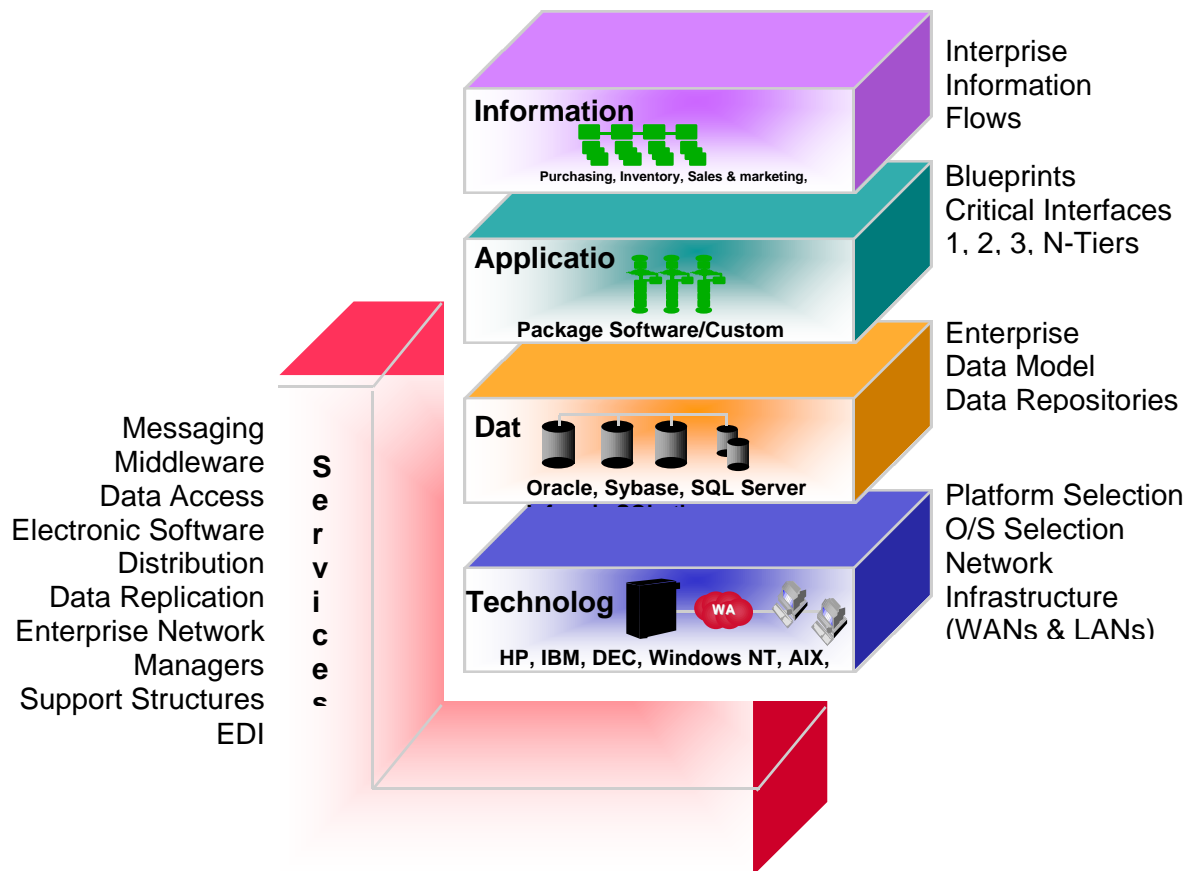 Information
Purchasing, Inventory, Sales & marketing,
Interprise
Information
Flows
Applicatio
Package Software/Custom
Blueprints
Critical Interfaces
1, 2, 3, N-Tiers
Dat
Oracle, Sybase, SQL Server
Enterprise
Data Model
Data Repositories
Technolog
WA
HP, IBM, DEC, Windows NT, AIX,
Platform Selection
O/S Selection
Network
Infrastructure
(WANs & LANs)
Messaging
Middleware
Data Access
Electronic Software
Distribution
Data Replication
Enterprise Network
Managers
Support Structures
EDI
Services